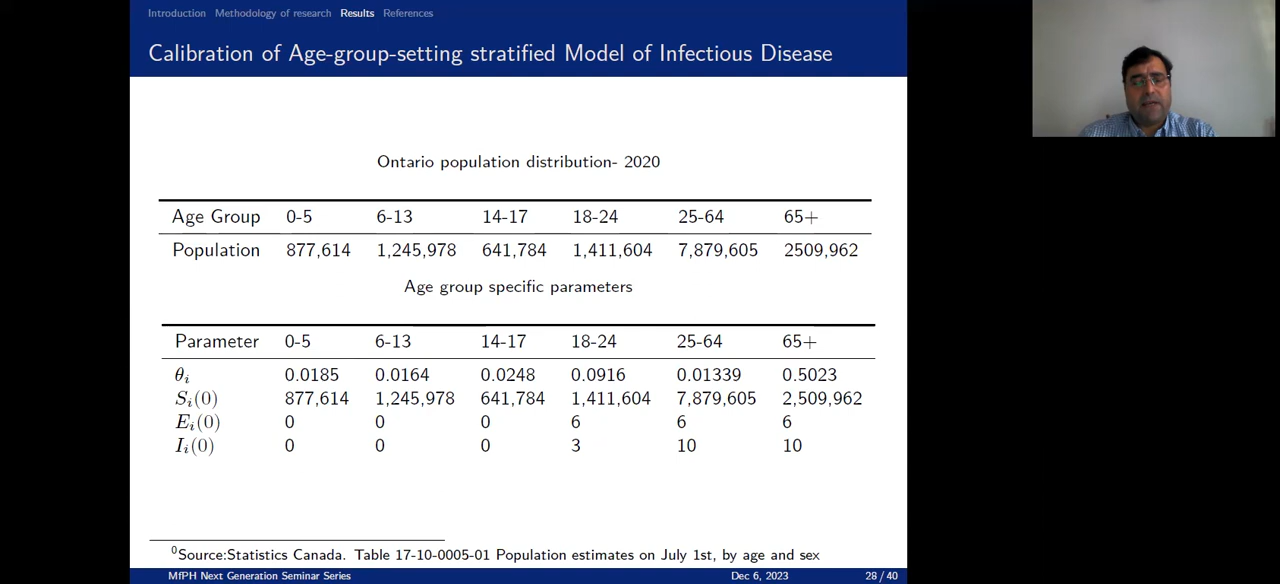 Introduction Methodology of research Results References
Calibration of Age-group-setting stratified Model of Infectious Disease
Ontario population distribution- 2020
Age Group 0-5 6-13 14-17 18-24 25-64 65+
Population 877,614 1,245,978 641,784 1,411,604 7,879,605 2509,962
Age group specific parameters
Parameter 0-5 6-13 14-17 18-24 25-64 65+
θᵢ 0.0185 0.0164 0.0248 0.0916 0.01339 0.5023
Sᵢ(0) 877,614 1,245,978 641,784 1,411,604 7,879,605 2,509,962
Eᵢ(0) 0 0 0 6 6 6
Iᵢ(0) 0 0 0 3 10 10
⁰Source:Statistics Canada. Table 17-10-0005-01 Population estimates on July 1st, by age and sex
MfPH Next Generation Seminar Series Dec 6, 2023 28 / 40